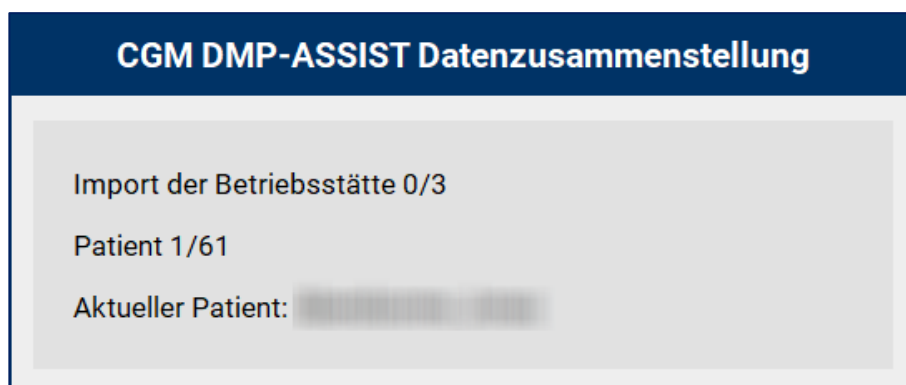 CGM DMP-ASSIST Datenzusammenstellung
Import der Betriebsstätte 0/3
Patient 1/61
Aktueller Patient: